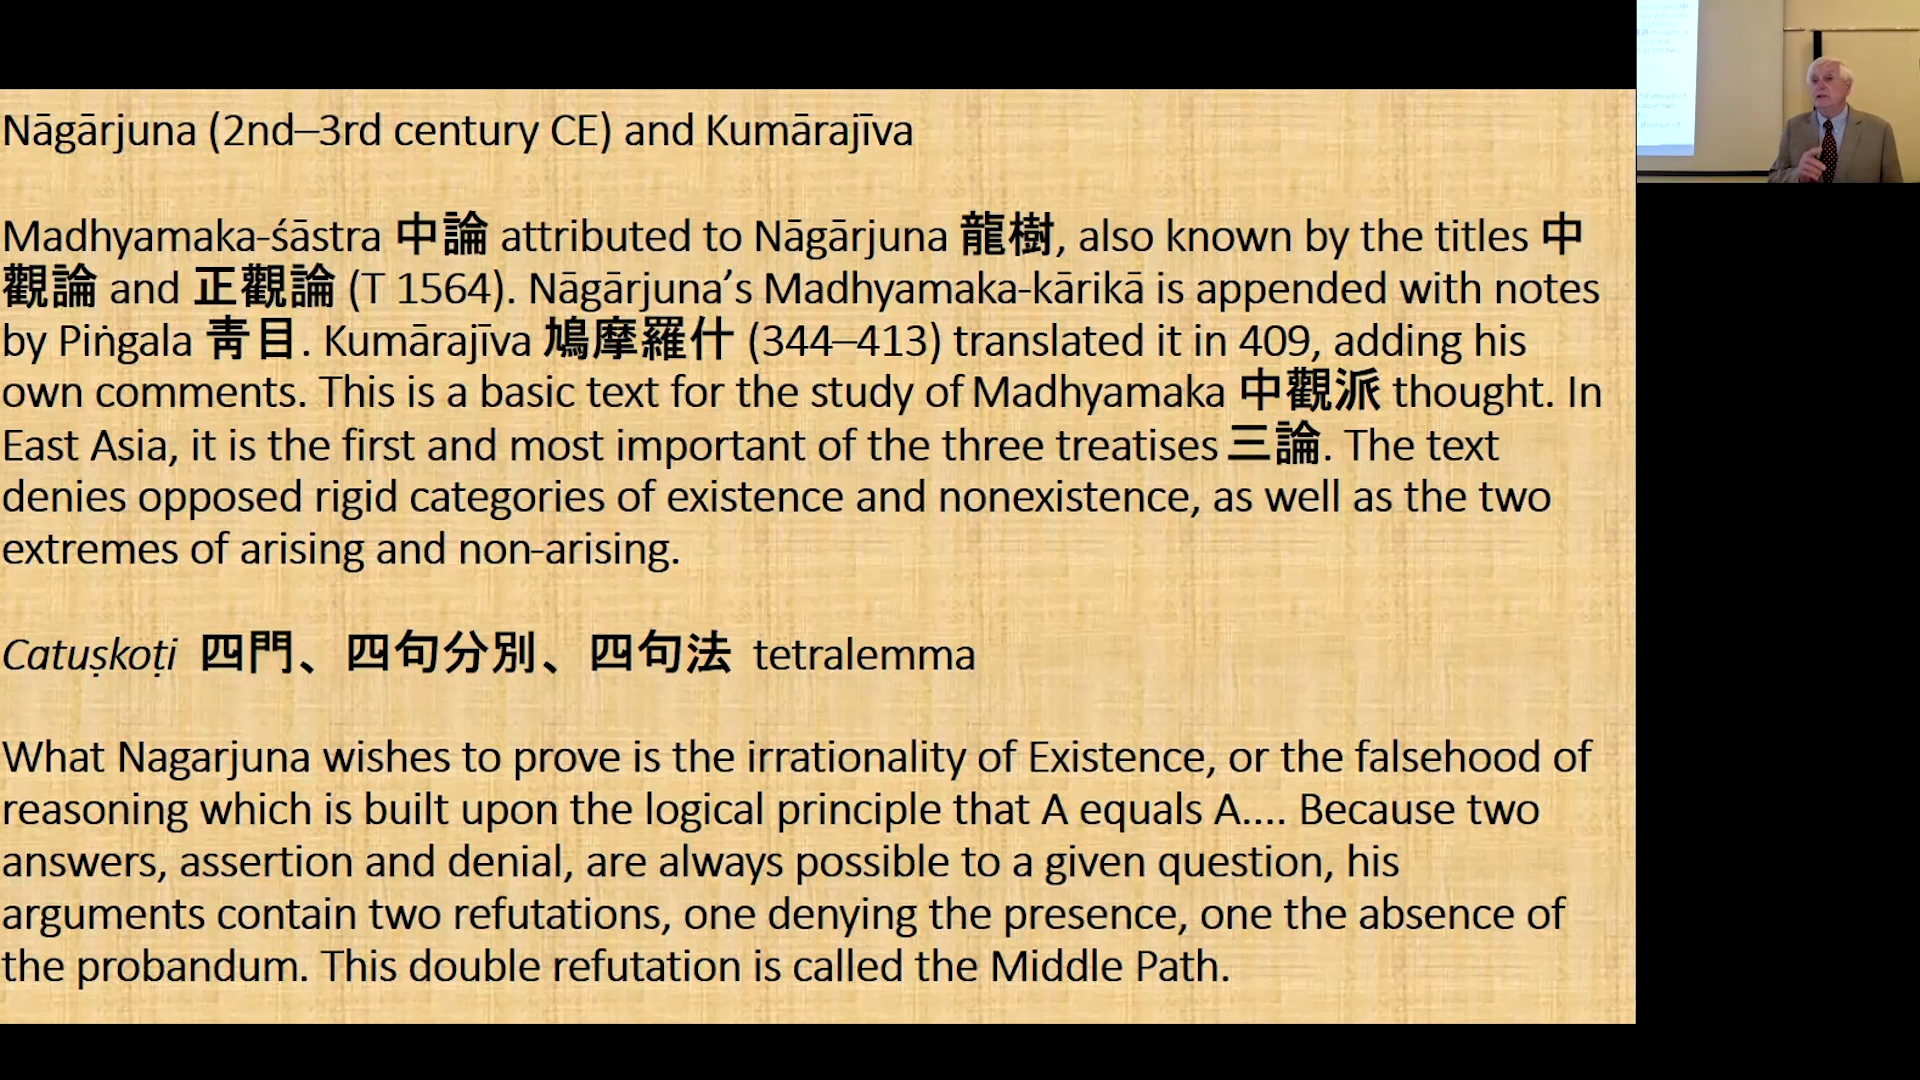 Nāgārjuna (2nd–3rd century CE) and Kumārajīva
Madhyamaka-śāstra 中論 attributed to Nāgārjuna 龍樹, also known by the titles 中
觀論 and 正觀論 (T 1564). Nāgārjuna’s Madhyamaka-kārikā is appended with notes
by Piṅgala 靑目. Kumārajīva 鳩摩羅什 (344–413) translated it in 409, adding his
own comments. This is a basic text for the study of Madhyamaka 中觀派 thought. In
East Asia, it is the first and most important of the three treatises 三論. The text
denies opposed rigid categories of existence and nonexistence, as well as the two
extremes of arising and non-arising.
Catuṣkoṭi 四門、四句分別、四句法 tetralemma
What Nagarjuna wishes to prove is the irrationality of Existence, or the falsehood of
reasoning which is built upon the logical principle that A equals A.... Because two
answers, assertion and denial, are always possible to a given question, his
arguments contain two refutations, one denying the presence, one the absence of
the probandum. This double refutation is called the Middle Path.